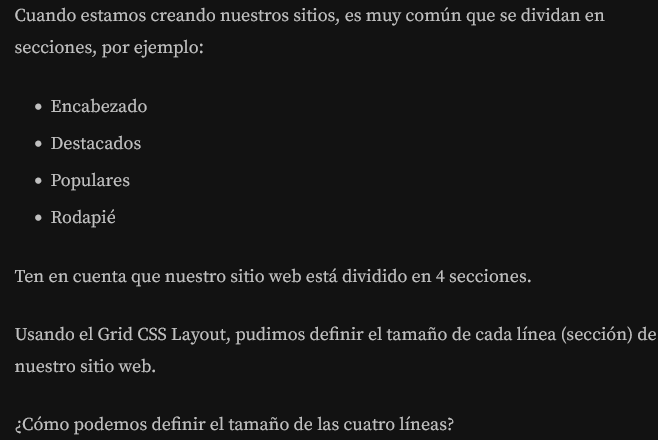 Cuando estamos creando nuestros sitios, es muy común que se dividan en
secciones, por ejemplo:
• Encabezado
• Destacados
• Populares
• Rodapié
Ten en cuenta que nuestro sitio web está dividido en 4 secciones.
Usando el Grid CSS Layout, pudimos definir el tamaño de cada línea (sección) de
nuestro sitio web.
¿Cómo podemos definir el tamaño de las cuatro líneas?